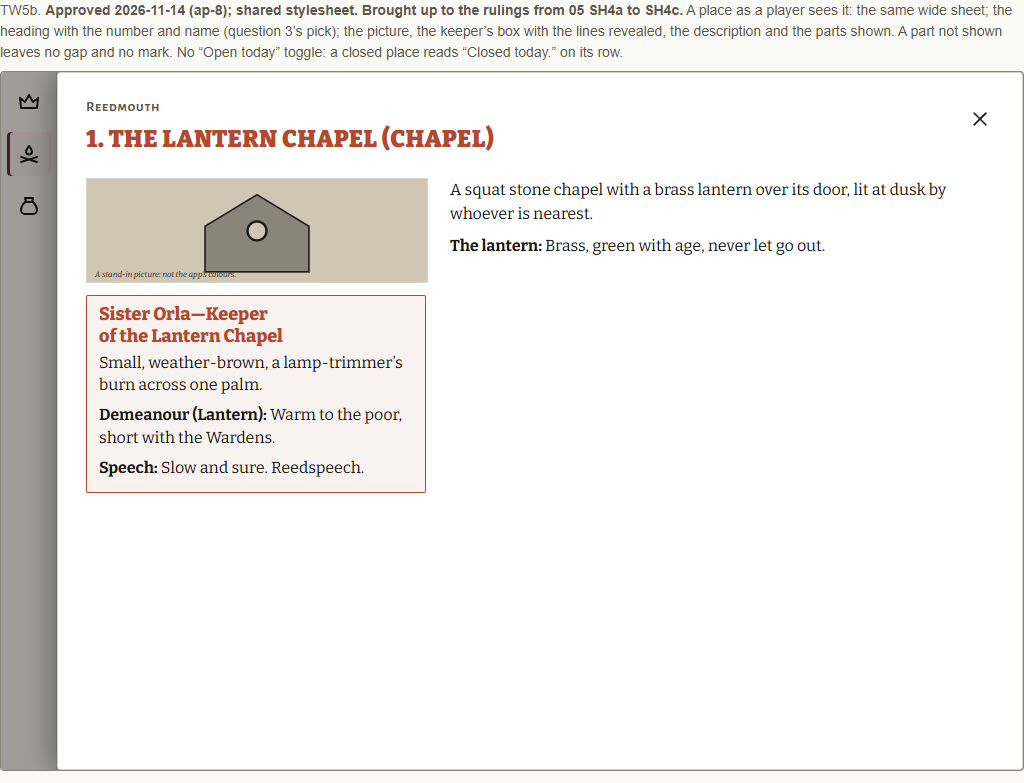 TW5b. Approved 2026-11-14 (ap-8); shared stylesheet. Brought up to the rulings from 05 SH4a to SH4c. A place as a player sees it: the same wide sheet; the
heading with the number and name (question 3’s pick); the picture, the keeper’s box with the lines revealed, the description and the parts shown. A part not shown
leaves no gap and no mark. No “Open today” toggle: a closed place reads “Closed today.” on its row.
Reedmouth
1. THE LANTERN CHAPEL (CHAPEL)
A stand-in picture: not the app's colours.
Sister Orla—Keeper
of the Lantern Chapel
Small, weather-brown, a lamp-trimmer’s
burn across one palm.
Demeanour (Lantern): Warm to the poor,
short with the Wardens.
Speech: Slow and sure. Reedspeech.
A squat stone chapel with a brass lantern over its door, lit at dusk by
whoever is nearest.
The lantern: Brass, green with age, never let go out.